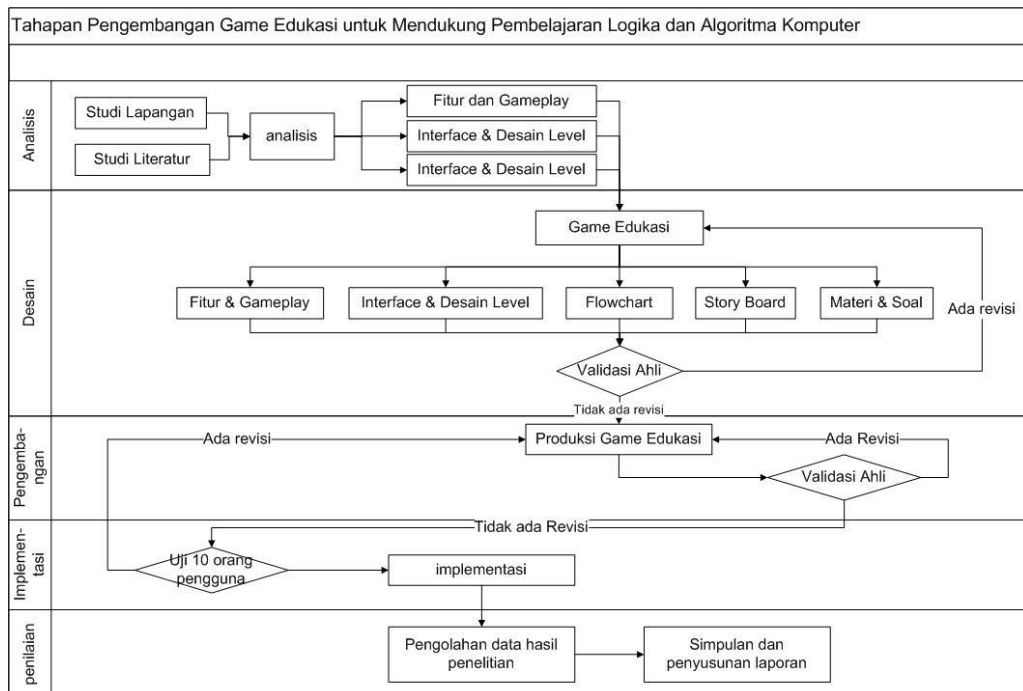 Tahapan Pengembangan Game Edukasi untuk Mendukung Pembelajaran Logika dan Algoritma Komputer
Analisis
Studi Lapangan
Studi Literatur
analisis
Fitur dan Gameplay
Interface & Desain Level
Interface & Desain Level
Desain
Game Edukasi
Fitur & Gameplay
Interface & Desain Level
Flowchart
Story Board
Materi & Soal
Ada revisi
Validasi Ahli
Tidak ada revisi
Pengemba-
ngan
Ada revisi
Produksi Game Edukasi
Ada Revisi
Validasi Ahli
Tidak ada Revisi
Implemen-
tasi
Uji 10 orang
pengguna
implementasi
penilaian
Pengolahan data hasil
penelitian
Simpulan dan
penyusunan laporan